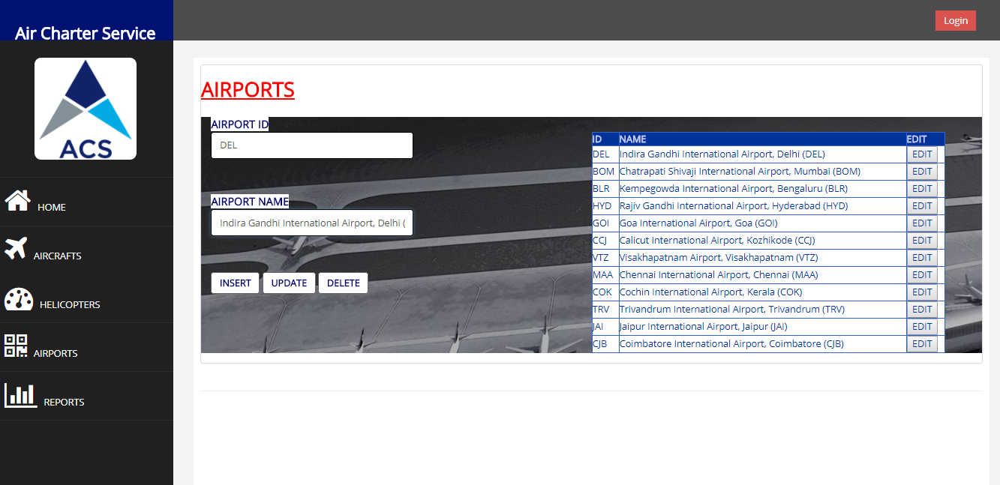 Air Charter Service
Login
ACS
HOME
AIRCRAFTS
HELICOPTERS
AIRPORTS
REPORTS
AIRPORTS
AIRPORT ID
DEL
AIRPORT NAME
Indira Gandhi International Airport, Delhi (
INSERT UPDATE DELETE
ID NAME EDIT
DEL Indira Gandhi International Airport, Delhi (DEL) EDIT
BOM Chatrapati Shivaji International Airport, Mumbai (BOM) EDIT
BLR Kempegowda International Airport, Bengaluru (BLR) EDIT
HYD Rajiv Gandhi International Airport, Hyderabad (HYD) EDIT
GOI Goa International Airport, Goa (GOI) EDIT
CCJ Calicut International Airport, Kozhikode (CCJ) EDIT
VTZ Visakhapatnam Airport, Visakhapatnam (VTZ) EDIT
MAA Chennai International Airport, Chennai (MAA) EDIT
COK Cochin International Airport, Kerala (COK) EDIT
TRV Trivandrum International Airport, Trivandrum (TRV) EDIT
JAI Jaipur International Airport, Jaipur (JAI) EDIT
CJB Coimbatore International Airport, Coimbatore (CJB) EDIT